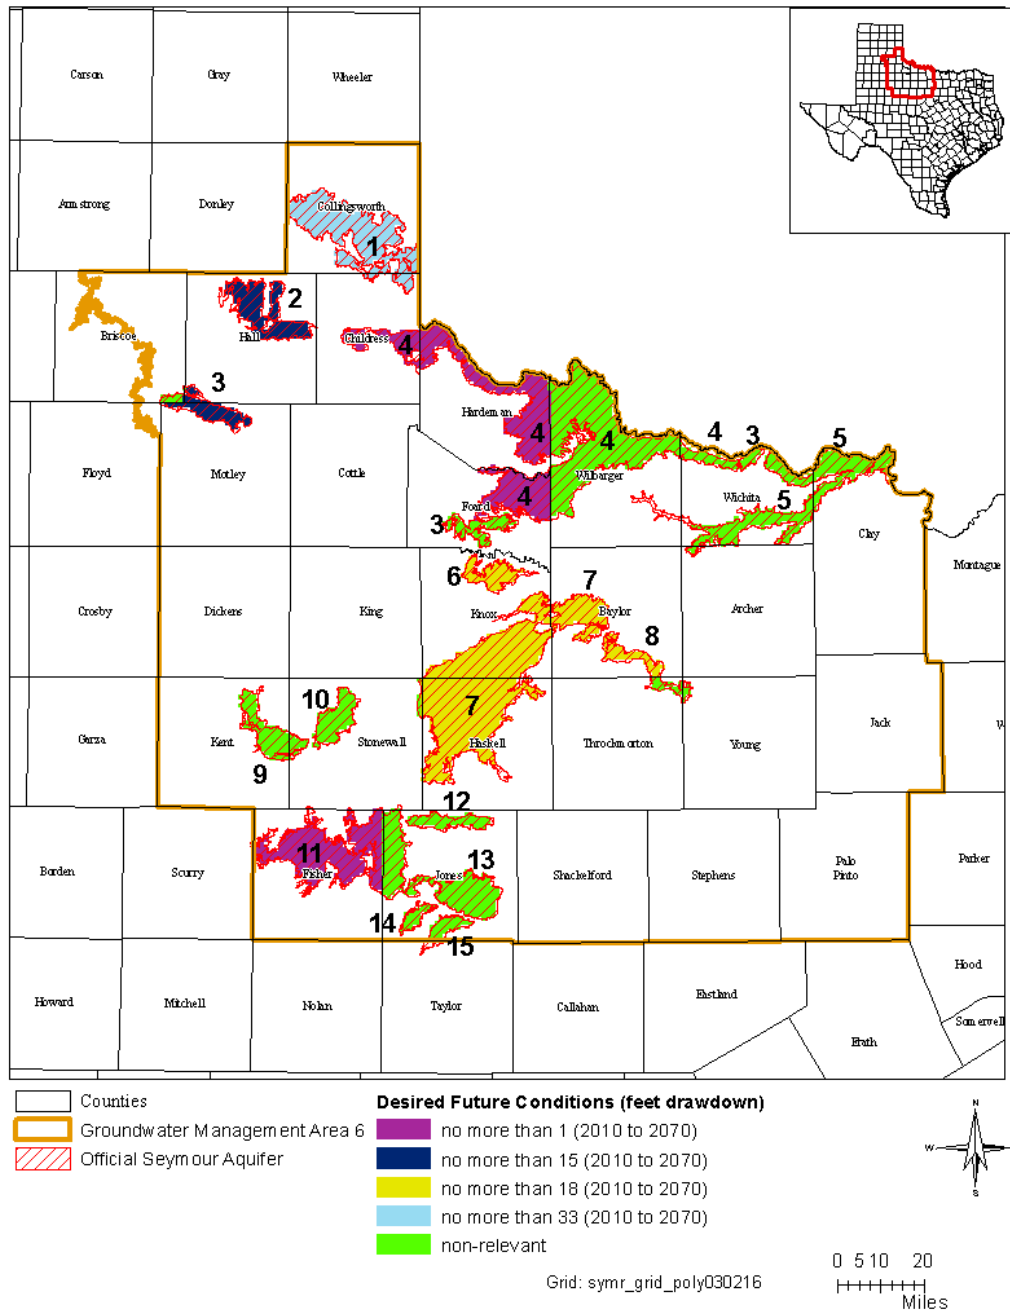 Carson Gray Wheeler
Armstrong Donley Collingsworth
1
2
Briscoe Hall Childress 4
3
Hardeman 4 4 4 3 5
Floyd Motley Cottle Wilbarger Wichita 5
Foard 4
3
Clay
Montague
6 7
Crosby Dickens King Knox Baylor Archer
8
10 7
Garza Kent Stonewall Haskell Throckmorton Young Jack W
9
12
11 13
Borden Scurry Fisher Jones Shackelford Stephens Palo Pinto Parker
14
15
Hood
Howard Mitchell Nolan Taylor Callahan Eastland
Somervell
Erath
Counties
Groundwater Management Area 6
Official Seymour Aquifer
Desired Future Conditions (feet drawdown)
no more than 1 (2010 to 2070)
no more than 15 (2010 to 2070)
no more than 18 (2010 to 2070)
no more than 33 (2010 to 2070)
non-relevant
Grid: symr_grid_poly030216
N
W
S
0 5 10 20
Miles